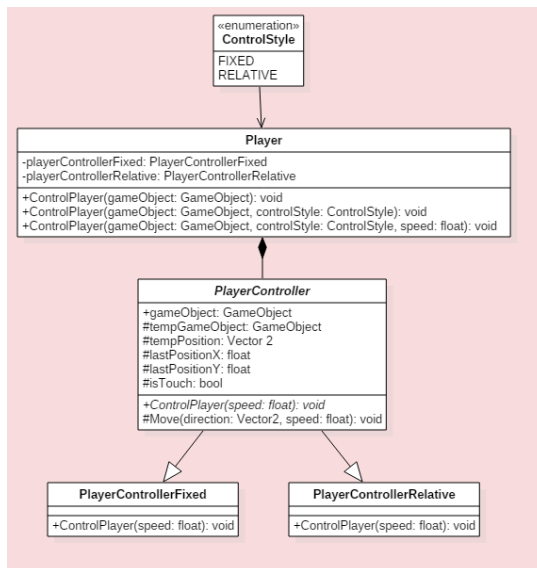 «enumeration»
ControlStyle
FIXED
RELATIVE
Player
-playerControllerFixed: PlayerControllerFixed
-playerControllerRelative: PlayerControllerRelative
+ControlPlayer(gameObject: GameObject): void
+ControlPlayer(gameObject: GameObject, controlStyle: ControlStyle): void
+ControlPlayer(gameObject: GameObject, controlStyle: ControlStyle, speed: float): void
PlayerController
+gameObject: GameObject
#tempGameObject: GameObject
#tempPosition: Vector 2
#lastPositionX: float
#lastPositionY: float
#isTouch: bool
+ControlPlayer(speed: float): void
#Move(direction: Vector2, speed: float): void
PlayerControllerFixed
+ControlPlayer(speed: float): void
PlayerControllerRelative
+ControlPlayer(speed: float): void